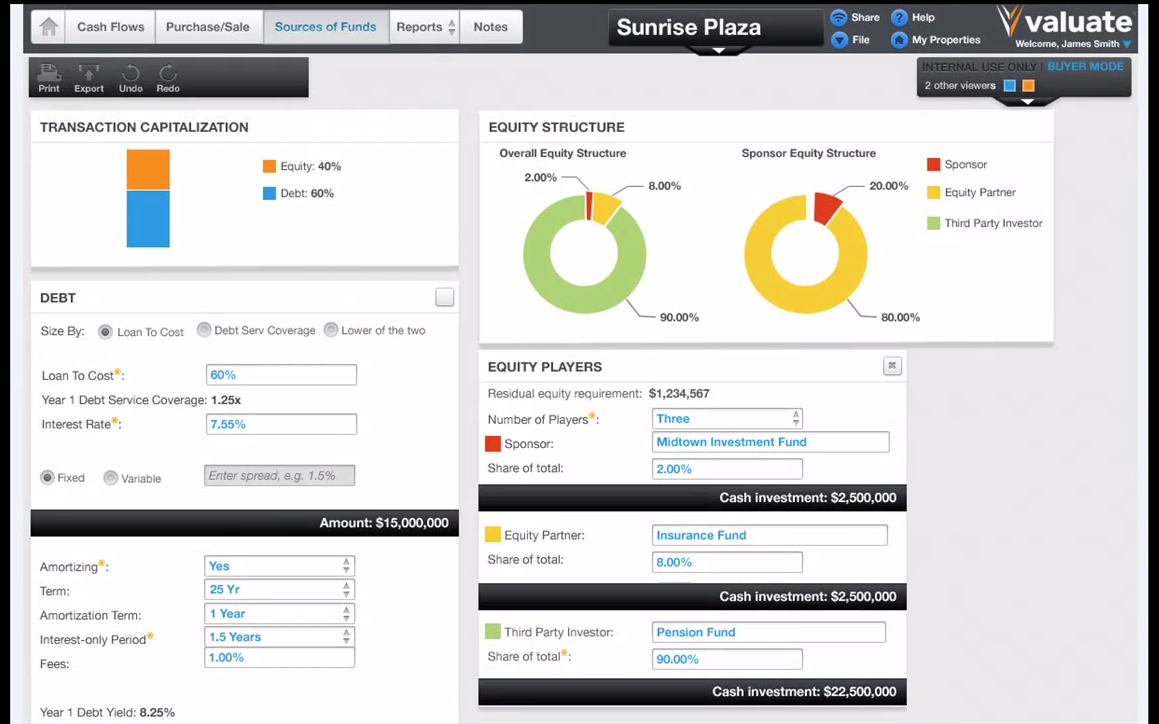 Cash Flows
Purchase/Sale
Sources of Funds
Reports
Notes
Sunrise Plaza
Share
Help
File
My Properties
valuate
Welcome, James Smith
INTERNAL USE ONLY | BUYER MODE
2 other viewers
Print
Export
Undo
Redo
TRANSACTION CAPITALIZATION
Equity: 40%
Debt: 60%
DEBT
Size By: Loan To Cost Debt Serv Coverage Lower of the two
Loan To Cost*: 60%
Year 1 Debt Service Coverage: 1.25x
Interest Rate*: 7.55%
Fixed Variable Enter spread, e.g. 1.5%
Amount: $15,000,000
Amortizing*: Yes
Term: 25 Yr
Amortization Term: 1 Year
Interest-only Period* 1.5 Years
Fees: 1.00%
Year 1 Debt Yield: 8.25%
EQUITY STRUCTURE
Overall Equity Structure
2.00%
8.00%
90.00%
Sponsor Equity Structure
20.00%
80.00%
Sponsor
Equity Partner
Third Party Investor
EQUITY PLAYERS
Residual equity requirement: $1,234,567
Number of Players*: Three
Sponsor: Midtown Investment Fund
Share of total: 2.00%
Cash investment: $2,500,000
Equity Partner: Insurance Fund
Share of total: 8.00%
Cash investment: $2,500,000
Third Party Investor: Pension Fund
Share of total*: 90.00%
Cash investment: $22,500,000